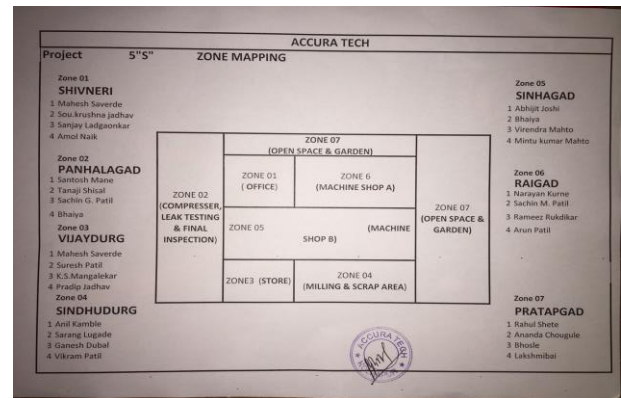 ACCURA TECH
Project 5"S" ZONE MAPPING
Zone 01
SHIVNERI
1 Mahesh Saverde
2 Sou.krushna jadhav
3 Sanjay Ladgaonkar
4 Amol Naik
Zone 02
PANHALAGAD
1 Santosh Mane
2 Tanaji Shisal
3 Sachin G. Patil
4 Bhaiya
Zone 03
VIJAYDURG
1 Mahesh Saverde
2 Suresh Patil
3 K.S.Mangalekar
4 Pradip Jadhav
Zone 04
SINDHUDURG
1 Anil Kamble
2 Sarang Lugade
3 Ganesh Dubal
4 Vikram Patil
ZONE 02
(COMPRESSER,
LEAK TESTING
& FINAL
INSPECTION)
ZONE 07
(OPEN SPACE & GARDEN)
ZONE 01
( OFFICE)
ZONE 6
(MACHINE SHOP A)
ZONE 05 (MACHINE
SHOP B)
ZONE3 (STORE)
ZONE 04
(MILLING & SCRAP AREA)
ZONE 07
(OPEN SPACE &
GARDEN)
Zone 05
SINHAGAD
1 Abhijit Joshi
2 Bhaiya
3 Virendra Mahto
4 Mintu kumar Mahto
Zone 06
RAIGAD
1 Narayan Kurne
2 Sachin M. Patil
3 Rameez Rukdikar
4 Arun Patil
Zone 07
PRATAPGAD
1 Rahul Shete
2 Ananda Chougule
3 Bhosle
4 Lakshmibai
ACCURA TECH